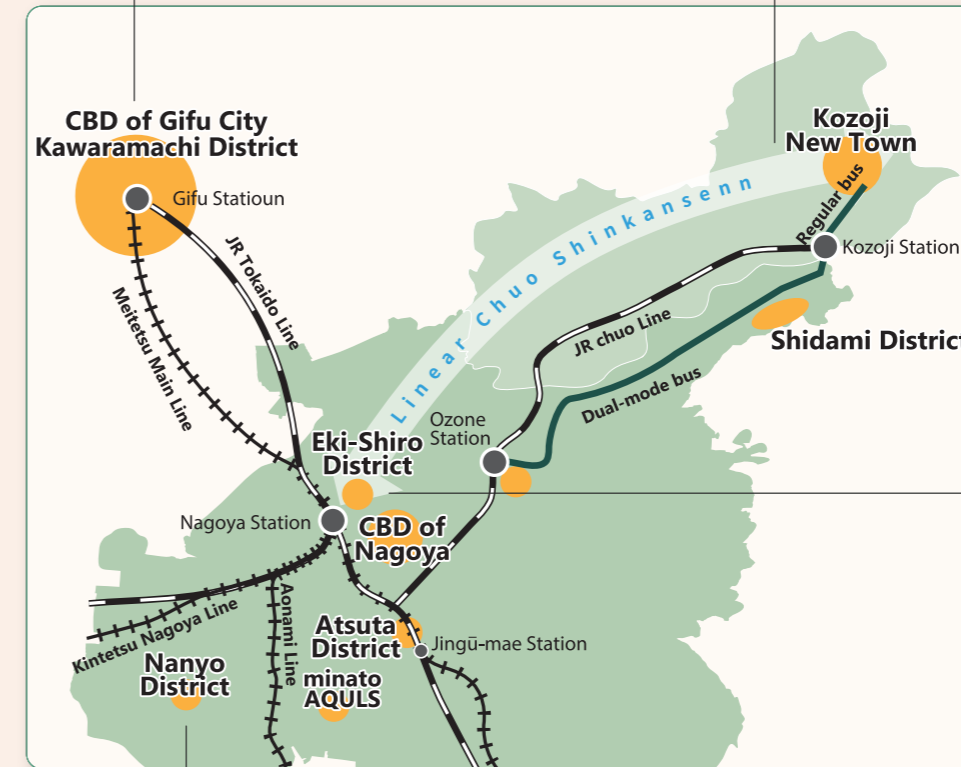 CBD of Gifu City
Kawaramachi District
Gifu Statioun
JR Tokaido Line
Meitetsu Main Line
Linear Chuo Shinkansenn
Kozoji
New Town
Regular bus
Kozoji Station
JR chuo Line
Shidami District
Dual-mode bus
Ozone
Station
Eki-Shiro
District
Nagoya Station
CBD of
Nagoya
Kintetsu Nagoya Line
Aonami Line
Atsuta
District
Jingū-mae Station
Nanyo
District
minato
AQULS